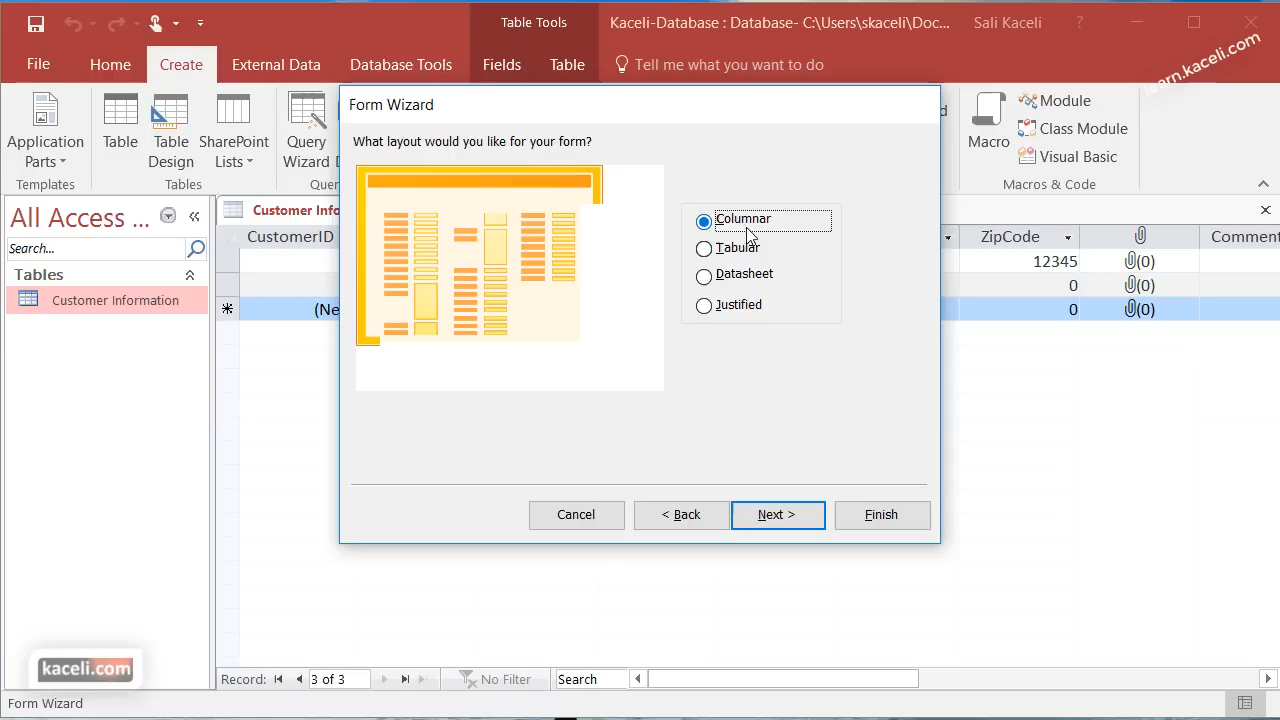 Table Tools
Kaceli-Database : Database- C:\Users\skaceli\Doc...
Sali Kaceli
?
learn.kaceli.com
File
Home
Create
External Data
Database Tools
Fields
Table
Tell me what you want to do
Application
Parts
Table
Table
Design
SharePoint
Lists
Query
Wizard
Macro
Module
Class Module
Visual Basic
Templates
Tables
Macros & Code
Form Wizard
What layout would you like for your form?
Columnar
Tabular
Datasheet
Justified
Cancel
< Back
Next >
Finish
All Access ...
Search...
Tables
Customer Information
Customer Info
CustomerID
ZipCode
Comment
12345
(0)
0
(0)
(Ne
0
(0)
Record:
3 of 3
No Filter
Search
kaceli.com
Form Wizard